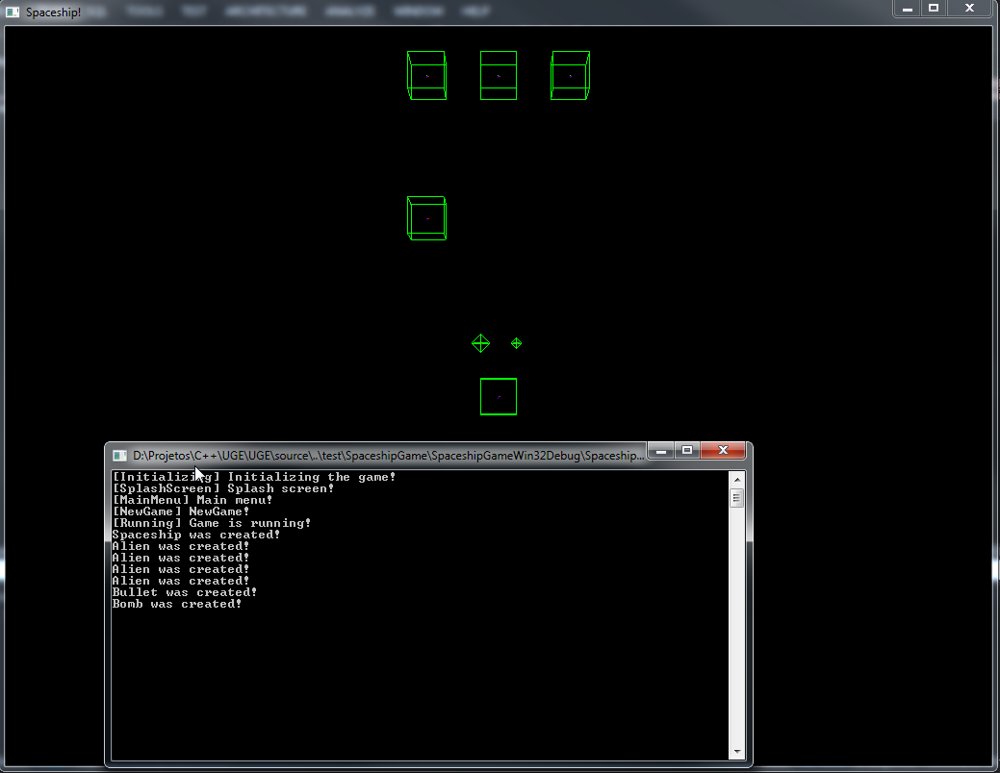 Spaceship!
TOOLS TEST ARCHITECTURE ANALYZE WINDOW HELP
D:\Projetos\C++\UGE\UGE\source\..\test\SpaceshipGame\SpaceshipGameWin32Debug\Spaceship...
[Initializing] Initializing the game!
[SplashScreen] Splash screen!
[MainMenu] Main menu!
[NewGame] NewGame!
[Running] Game is running!
Spaceship was created!
Alien was created!
Alien was created!
Alien was created!
Alien was created!
Bullet was created!
Bomb was created!